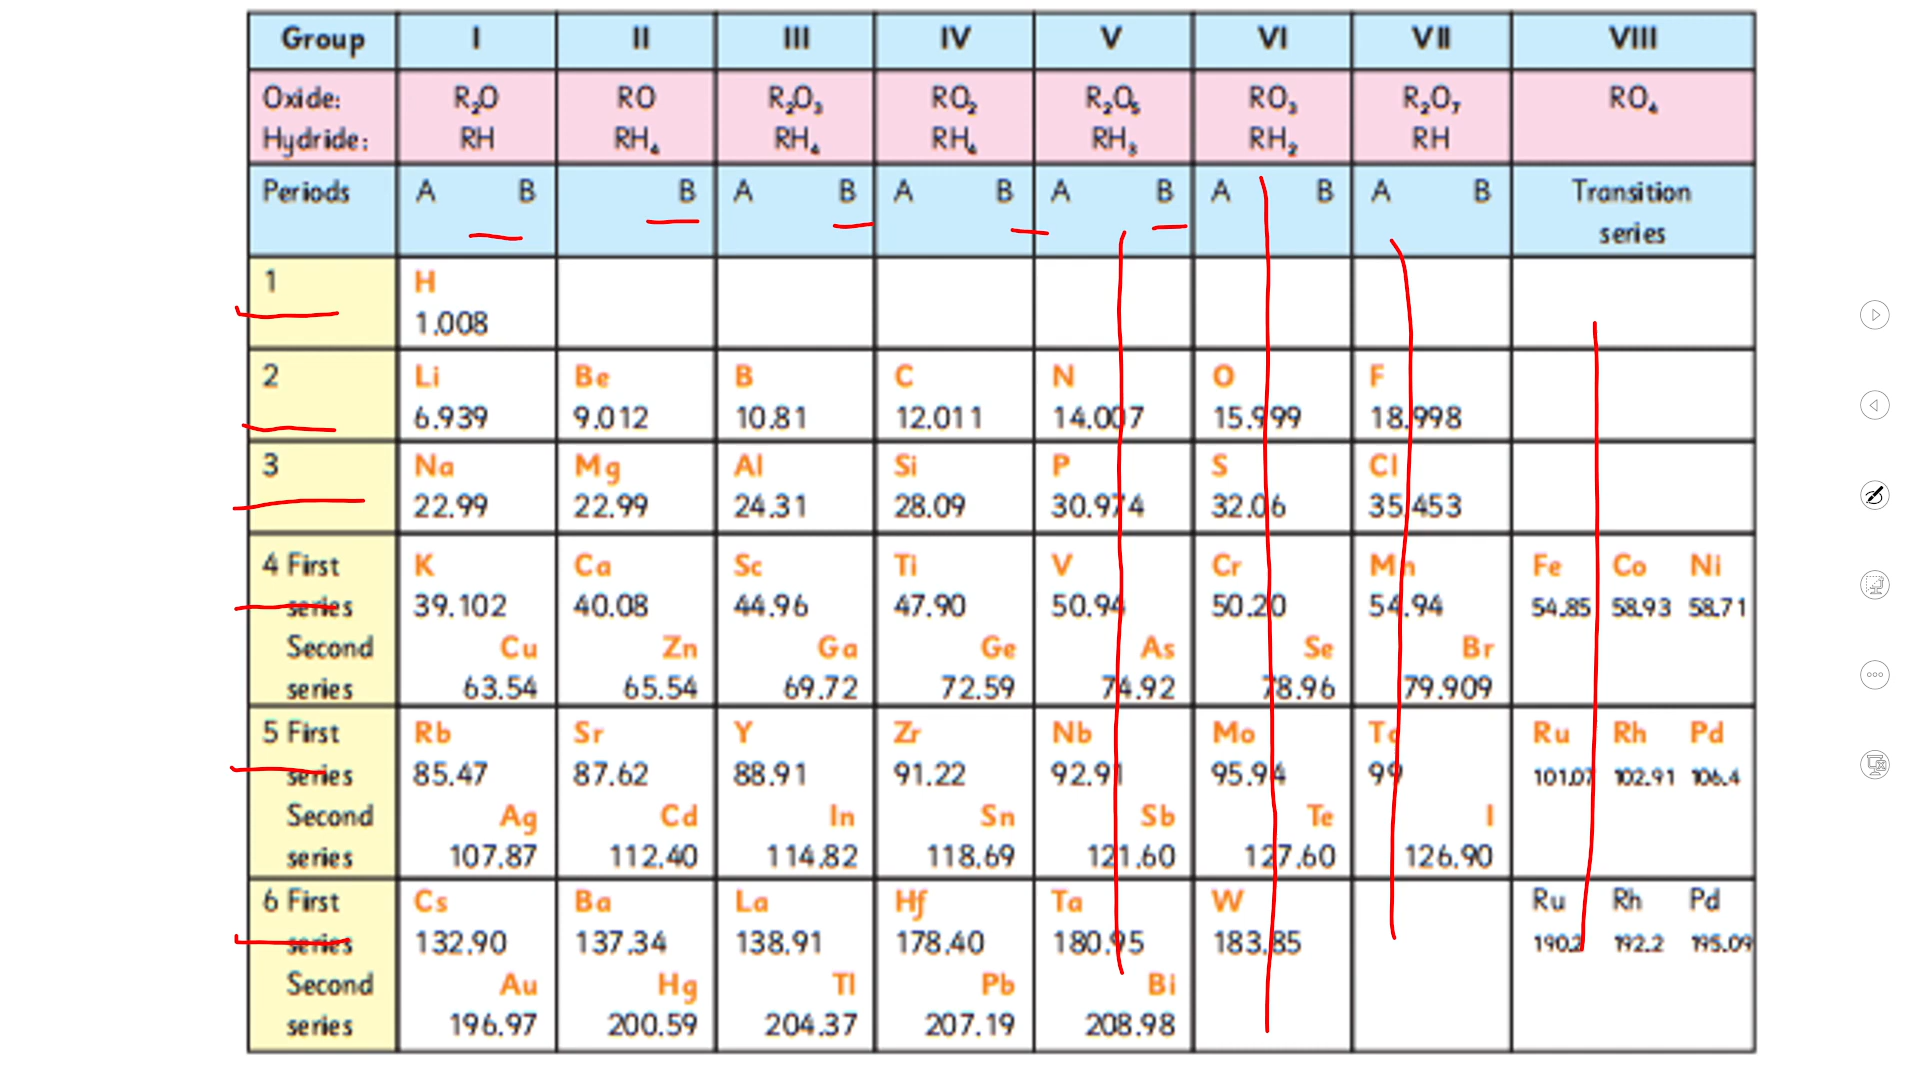 Group I II III IV V VI VII VIII
Oxide: R₂O RO R₂O₃ RO₂ R₂O₅ RO₃ R₂O₇ RO₄
Hydride: RH RH₄ RH₄ RH₄ RH₃ RH₂ RH
Periods A B B A B A B A B A B A B Transition
series
1 H
1.008
2 Li Be B C N O F
6.939 9.012 10.81 12.011 14.007 15.999 18.998
3 Na Mg Al Si P S Cl
22.99 22.99 24.31 28.09 30.974 32.06 35.453
4 First K Ca Sc Ti V Cr Mn Fe Co Ni
series 39.102 40.08 44.96 47.90 50.94 50.20 54.94 54.85 58.93 58.71
Second Cu Zn Ga Ge As Se Br
series 63.54 65.54 69.72 72.59 74.92 78.96 79.909
5 First Rb Sr Y Zr Nb Mo Tc Ru Rh Pd
series 85.47 87.62 88.91 91.22 92.91 95.94 99 101.07 102.91 106.4
Second Ag Cd In Sn Sb Te I
series 107.87 112.40 114.82 118.69 121.60 127.60 126.90
6 First Cs Ba La Hf Ta W Ru Rh Pd
series 132.90 137.34 138.91 178.40 180.95 183.85 190.2 192.2 195.09
Second Au Hg Tl Pb Bi
series 196.97 200.59 204.37 207.19 208.98